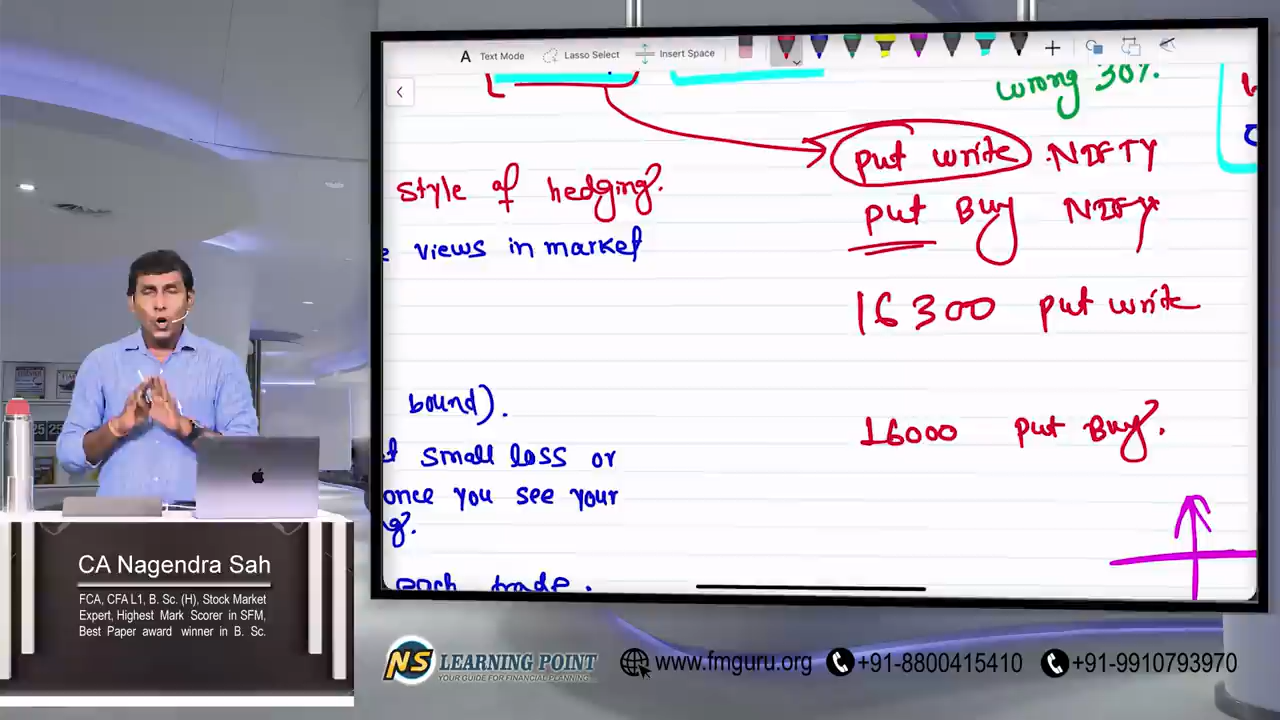 Text Mode
Lasso Select
Insert Space
wrong 30%.
put write .NIFTY
style of hedging?
put Buy NIFTY
views in market
16300 put write
bound).
16000 put Buy?
small loss or
once you see your
each trade.
CA Nagendra Sah
FCA, CFA L1, B. Sc. (H), Stock Market
Expert, Highest Mark Scorer in SFM,
Best Paper award winner in B. Sc.
NS LEARNING POINT
YOUR GUIDE FOR FINANCIAL PLANNING
www.fmguru.org
+91-8800415410
+91-9910793970